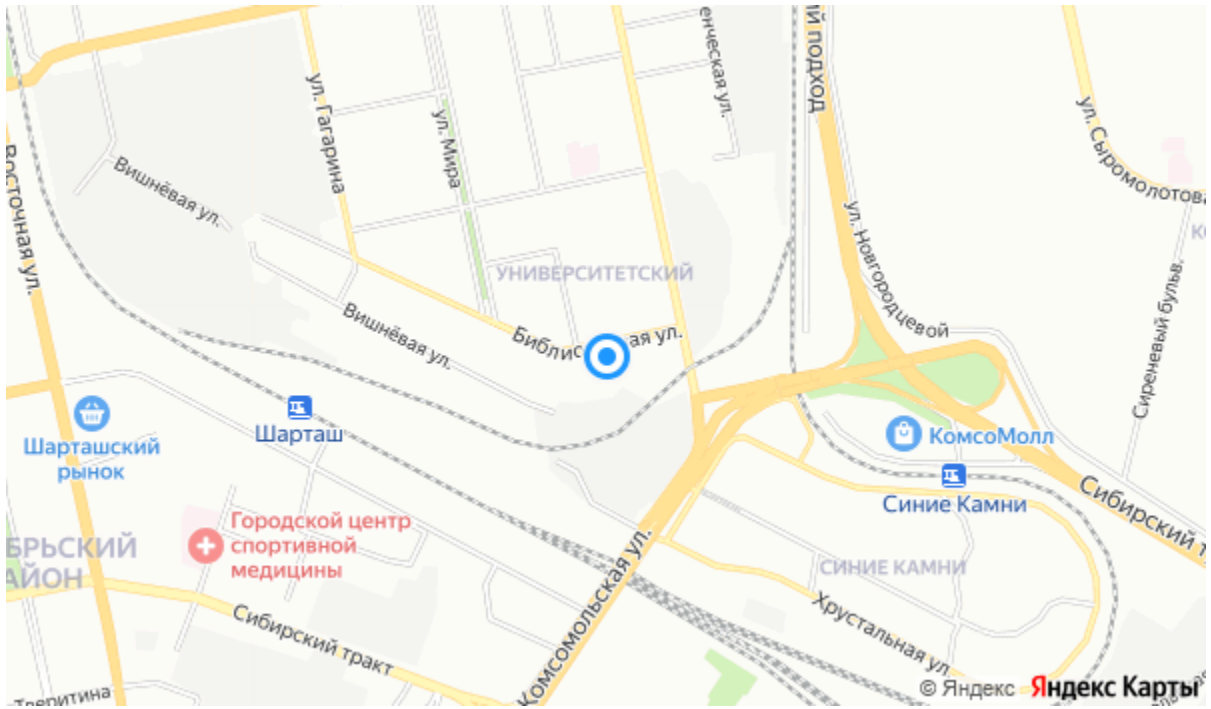 ул. Гагарина
ул. Мира
ул. Сыромолотова
Вишнёвая ул.
Восточная ул.
ул. Новгородцевой
УНИВЕРСИТЕТСКИЙ
Сиреневый бульв.
Вишнёвая ул.
Шарташ
Шарташский
рынок
КомсоМолл
Синие Камни
Городской центр
спортивной
медицины
СИНИЕ КАМНИ
Комсомольская ул.
Сибирский тракт
Хрустальная ул.
© Яндекс Яндекс Карты